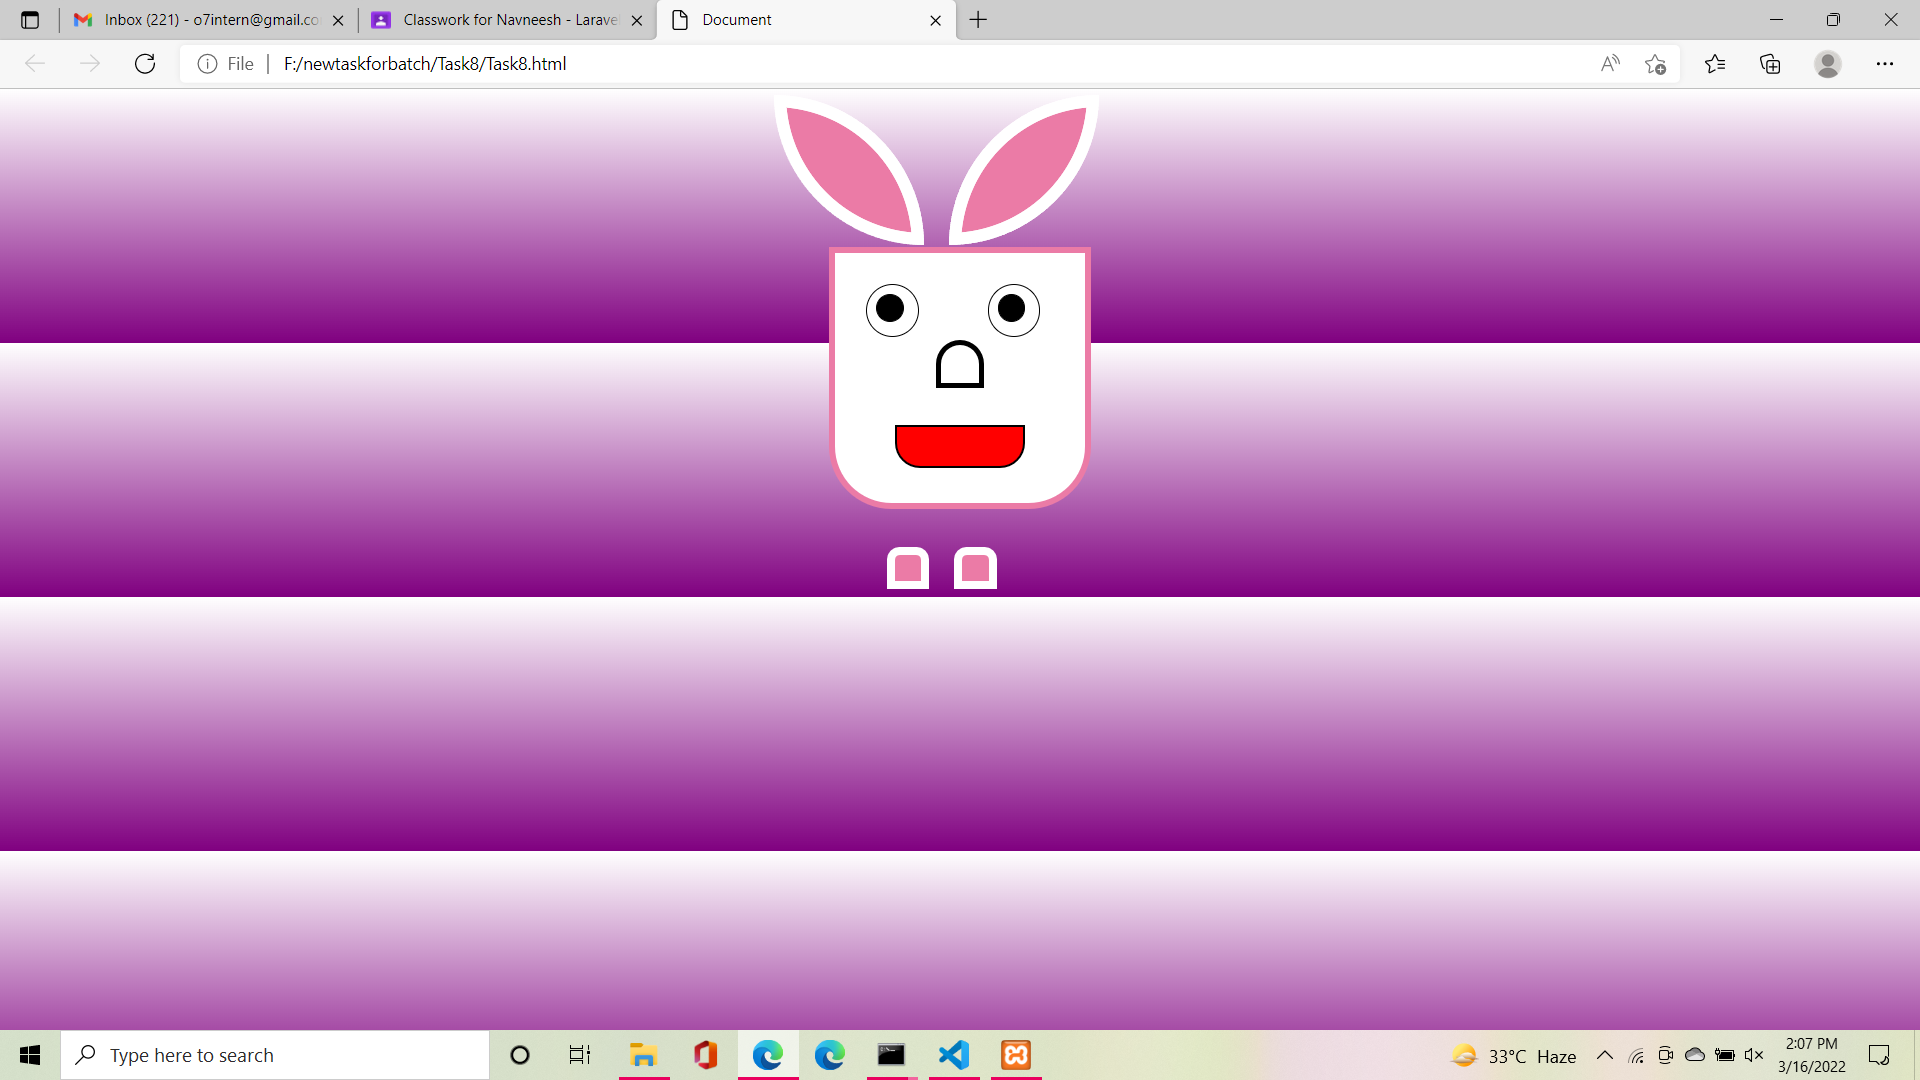 Inbox (221) - o7intern@gmail.co
Classwork for Navneesh - Larave
Document
File
F:/newtaskforbatch/Task8/Task8.html
Type here to search
33°C Haze
2:07 PM
3/16/2022